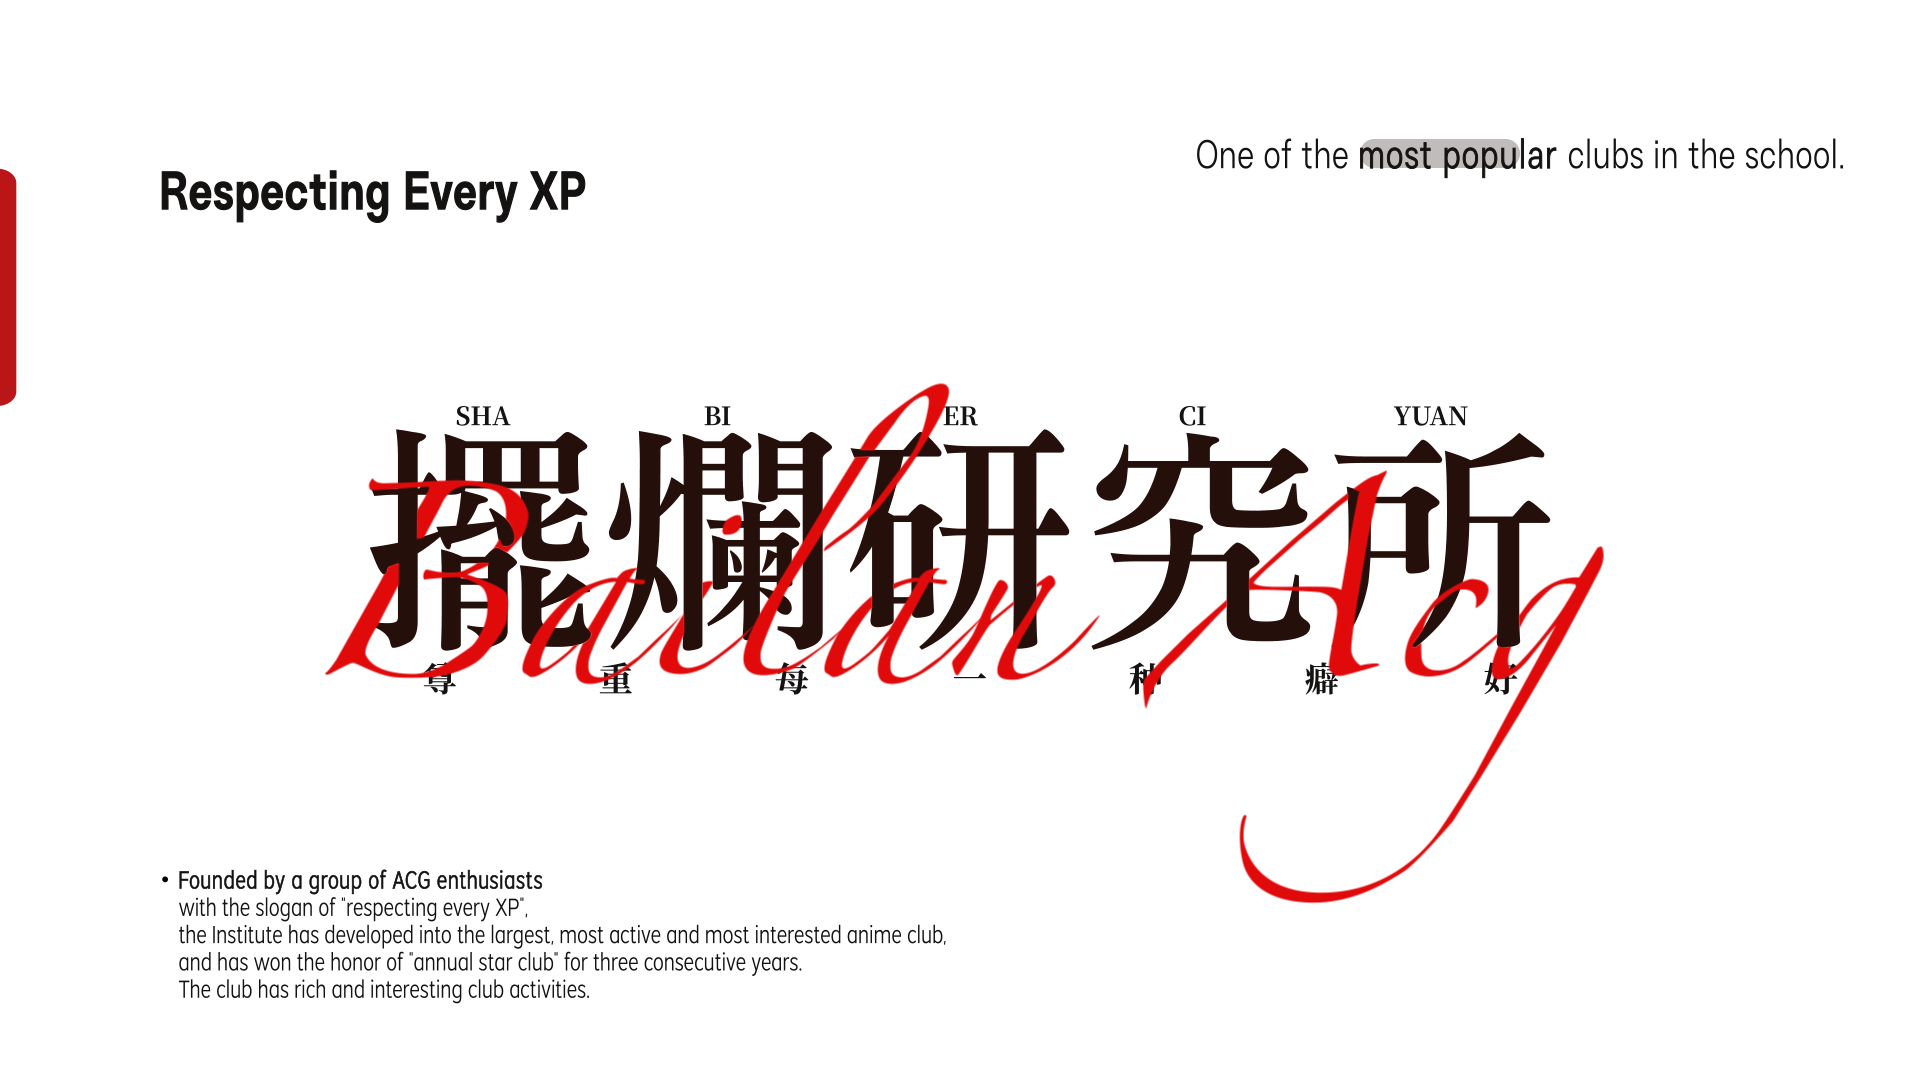 One of the most popular clubs in the school.
Respecting Every XP
SHA BI ER CI YUAN
擺爛研究所
Bailan Acg
尊重每一种癖好
• Founded by a group of ACG enthusiasts
with the slogan of "respecting every XP",
the Institute has developed into the largest, most active and most interested anime club,
and has won the honor of "annual star club" for three consecutive years.
The club has rich and interesting club activities.